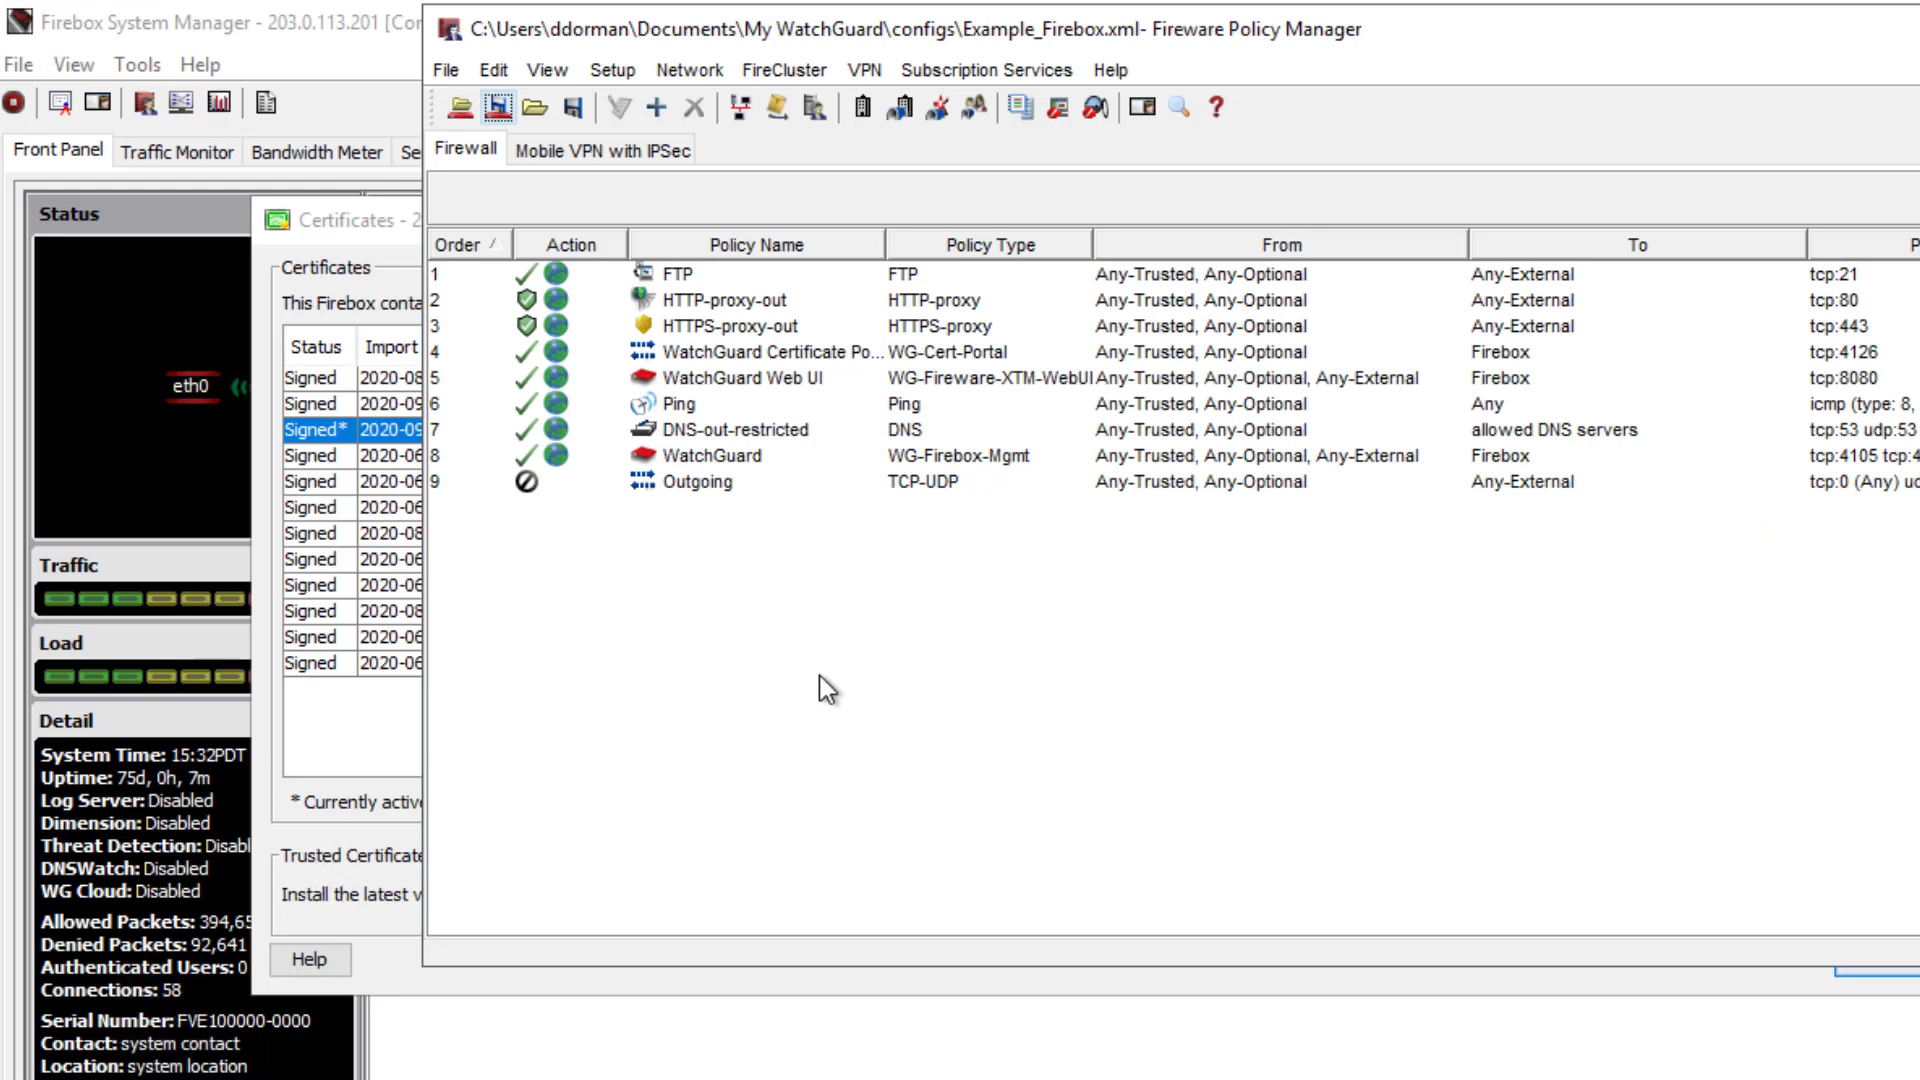 Firebox System Manager - 203.0.113.201 [Co
File View Tools Help
Front Panel Traffic Monitor Bandwidth Meter Se
Status
eth0
Traffic
Load
Detail
System Time: 15:32PDT
Uptime: 75d, 0h, 7m
Log Server: Disabled
Dimension: Disabled
Threat Detection: Disabl
DNSWatch: Disabled
WG Cloud: Disabled
Allowed Packets: 394,65
Denied Packets: 92,641
Authenticated Users: 0
Connections: 58
Serial Number: FVE100000-0000
Contact: system contact
Location: system location
Certificates - 2
Certificates
This Firebox conta
Status Import
Signed 2020-08
Signed 2020-09
Signed* 2020-09
Signed 2020-06
Signed 2020-06
Signed 2020-06
Signed 2020-08
Signed 2020-06
Signed 2020-06
Signed 2020-08
Signed 2020-06
Signed 2020-06
* Currently active
Trusted Certificate
Install the latest v
Help
C:\Users\ddorman\Documents\My WatchGuard\configs\Example_Firebox.xml- Fireware Policy Manager
File Edit View Setup Network FireCluster VPN Subscription Services Help
Firewall Mobile VPN with IPSec
Order / Action Policy Name Policy Type From To P
1 FTP FTP Any-Trusted, Any-Optional Any-External tcp:21
2 HTTP-proxy-out HTTP-proxy Any-Trusted, Any-Optional Any-External tcp:80
3 HTTPS-proxy-out HTTPS-proxy Any-Trusted, Any-Optional Any-External tcp:443
4 WatchGuard Certificate Po... WG-Cert-Portal Any-Trusted, Any-Optional Firebox tcp:4126
5 WatchGuard Web UI WG-Fireware-XTM-WebUI Any-Trusted, Any-Optional, Any-External Firebox tcp:8080
6 Ping Ping Any-Trusted, Any-Optional Any icmp (type: 8,
7 DNS-out-restricted DNS Any-Trusted, Any-Optional allowed DNS servers tcp:53 udp:53
8 WatchGuard WG-Firebox-Mgmt Any-Trusted, Any-Optional, Any-External Firebox tcp:4105 tcp:4
9 Outgoing TCP-UDP Any-Trusted, Any-Optional Any-External tcp:0 (Any) ud